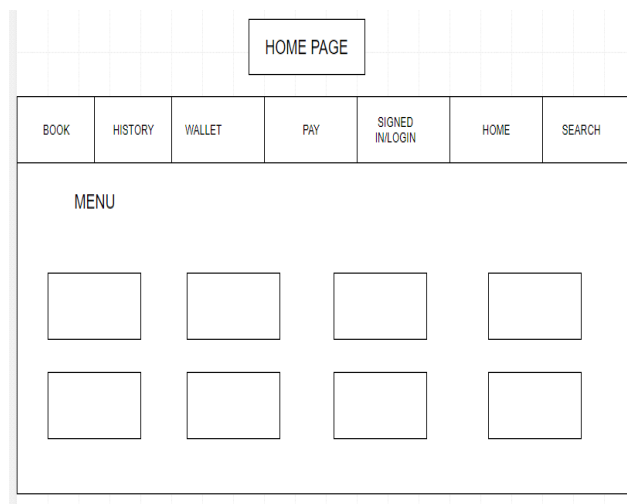 HOME PAGE
BOOK
HISTORY
WALLET
PAY
SIGNED
IN/LOGIN
HOME
SEARCH
MENU